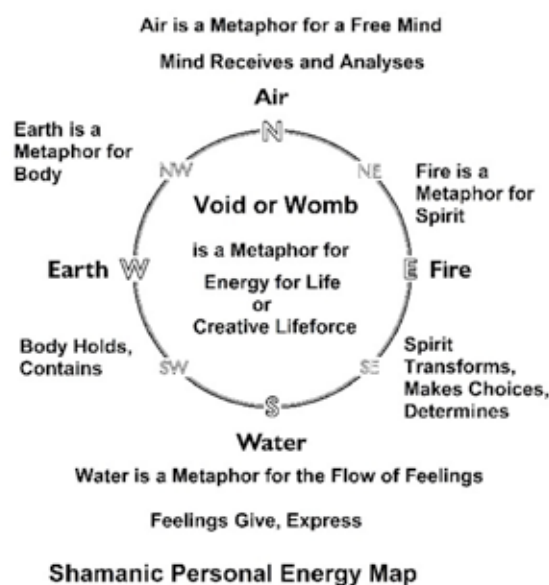 Air is a Metaphor for a Free Mind
Mind Receives and Analyses
Air
N
Earth is a
Metaphor for
Body
NW
NE
Fire is a
Metaphor for
Spirit
Void or Womb
is a Metaphor for
Energy for Life
or
Creative Lifeforce
Earth W
E Fire
Body Holds,
Contains
SW
SE
Spirit
Transforms,
Makes Choices,
Determines
S
Water
Water is a Metaphor for the Flow of Feelings
Feelings Give, Express
Shamanic Personal Energy Map